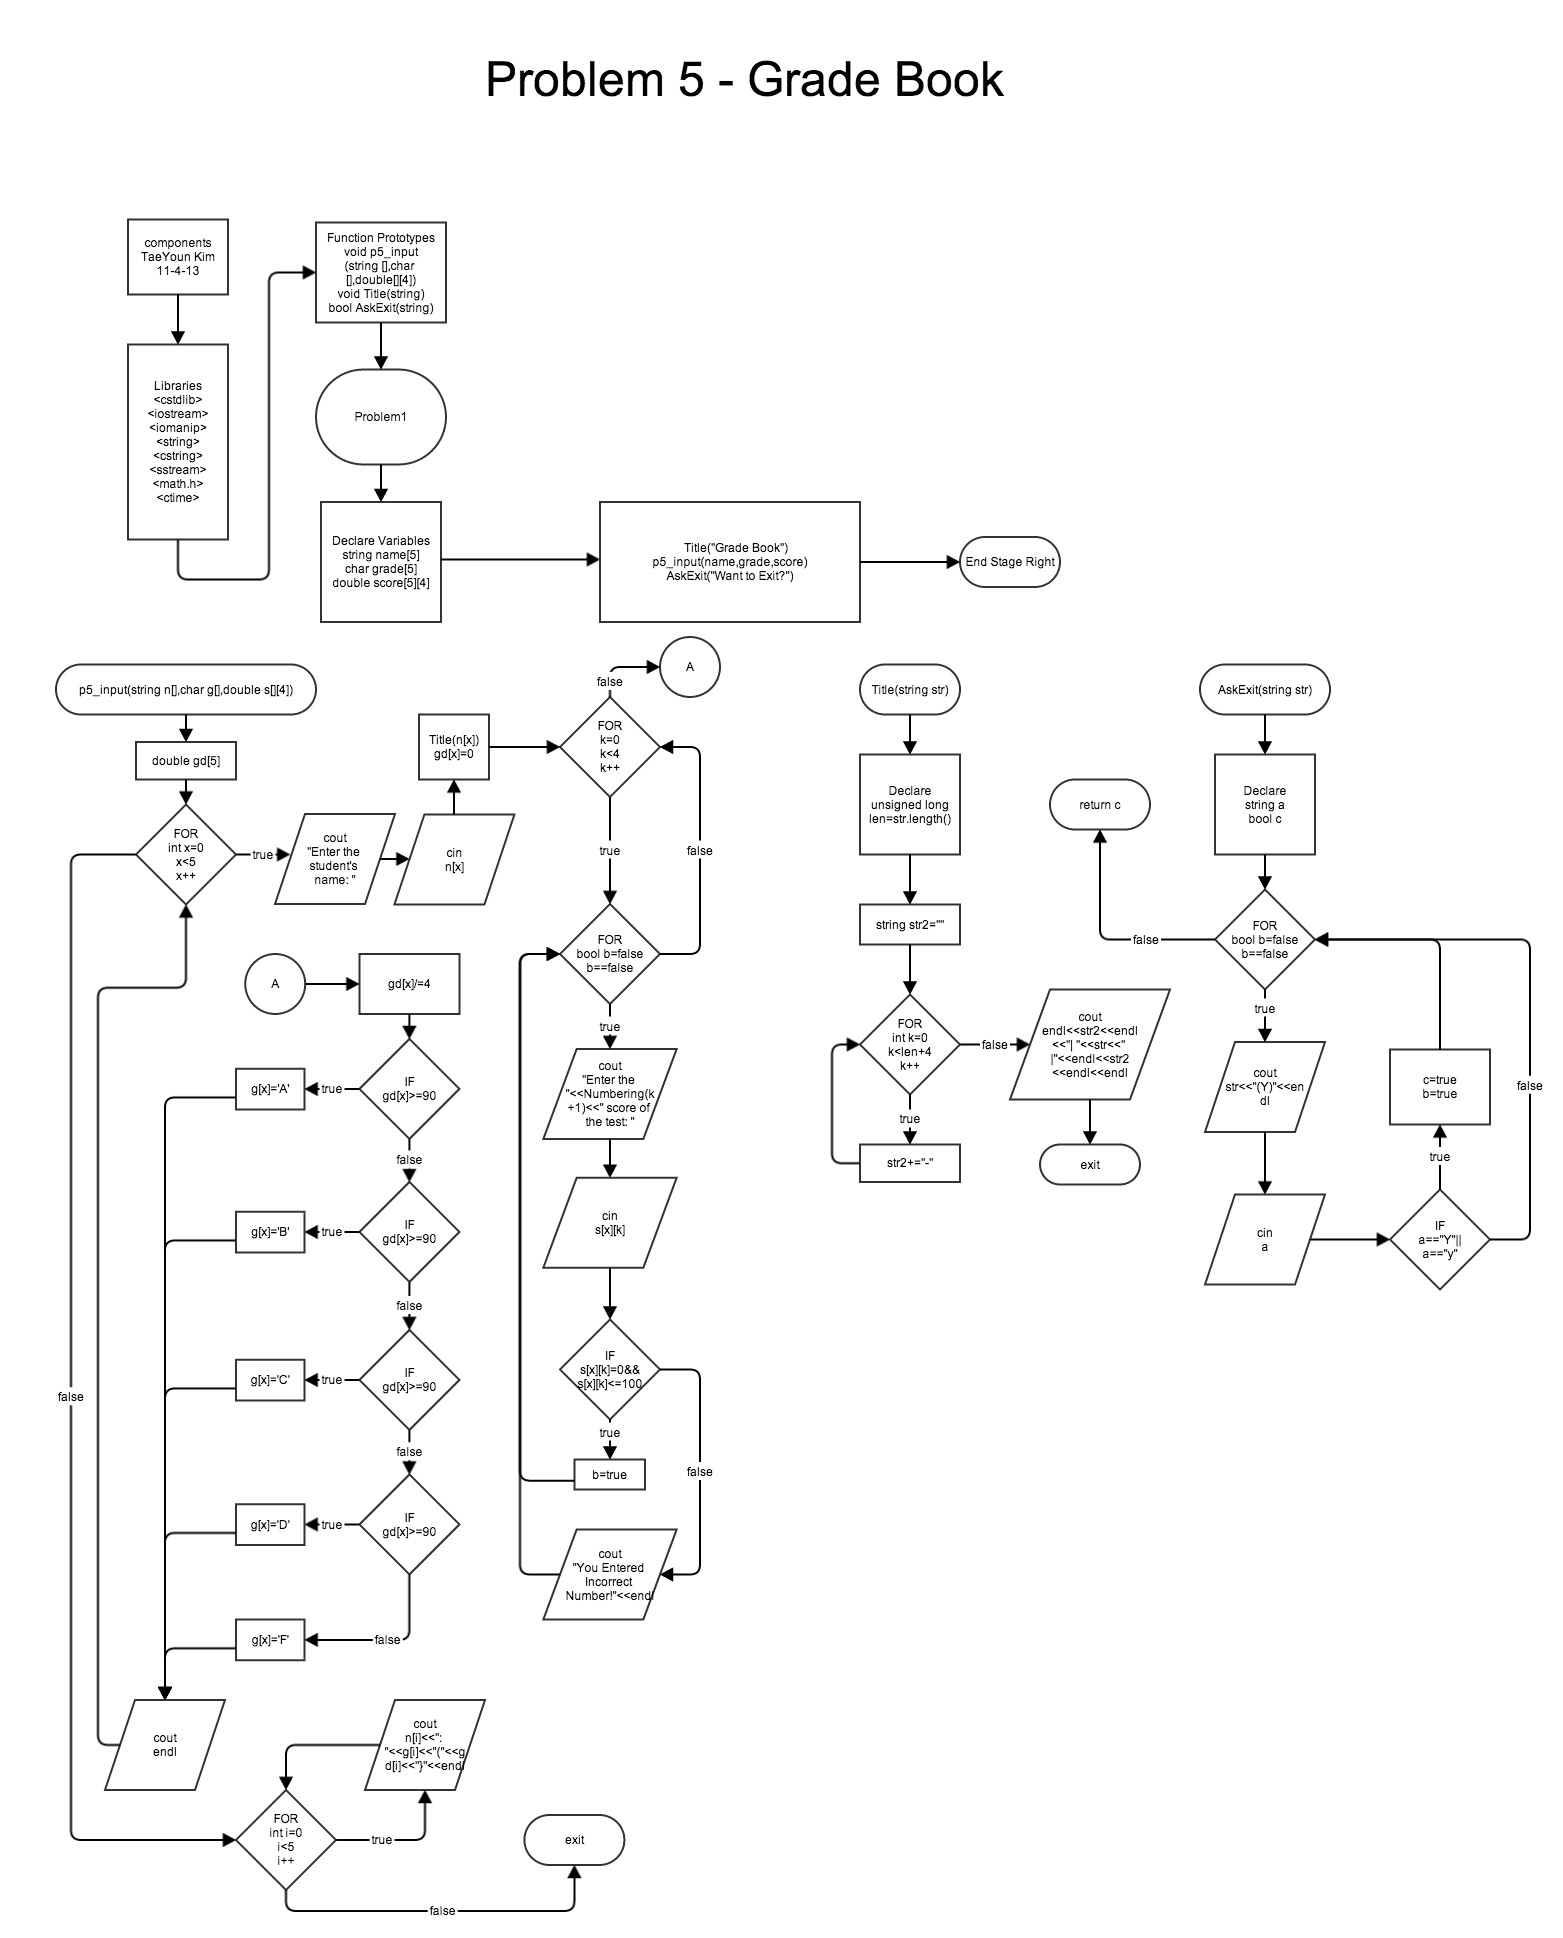 Problem 5 - Grade Book
components
TaeYoun Kim
11-4-13
Libraries
<cstdlib>
<iostream>
<iomanip>
<string>
<cstring>
<sstream>
<math.h>
<ctime>
Function Prototypes
void p5_input
(string [],char
[],double[][4])
void Title(string)
bool AskExit(string)
Problem1
Declare Variables
string name[5]
char grade[5]
double score[5][4]
Title("Grade Book")
p5_input(name,grade,score)
AskExit("Want to Exit?")
End Stage Right
p5_input(string n[],char g[],double s[][4])
double gd[5]
FOR
int x=0
x<5
x++
true
false
cout
"Enter the
student's
name: "
cin
n[x]
Title(n[x])
gd[x]=0
FOR
k=0
k<4
k++
false
A
true
FOR
bool b=false
b==false
false
true
cout
"Enter the
"<<Numbering(k
+1)<<" score of
the test: "
cin
s[x][k]
IF
s[x][k]=0&&
s[x][k]<=100
true
false
b=true
cout
"You Entered
Incorrect
Number!"<<endl
A
gd[x]/=4
IF
gd[x]>=90
true
g[x]='A'
false
IF
gd[x]>=90
true
g[x]='B'
false
IF
gd[x]>=90
true
g[x]='C'
false
IF
gd[x]>=90
true
g[x]='D'
false
g[x]='F'
cout
endl
FOR
int i=0
i<5
i++
true
cout
n[i]<<":
"<<g[i]<<"("<<g
d[i]<<"}"<<endl
false
exit
Title(string str)
Declare
unsigned long
len=str.length()
string str2=""
FOR
int k=0
k<len+4
k++
true
str2+="-"
false
cout
endl<<str2<<endl
<<"| "<<str<<"
|"<<endl<<str2
<<endl<<endl
exit
AskExit(string str)
Declare
string a
bool c
FOR
bool b=false
b==false
false
return c
true
cout
str<<"(Y)"<<en
dl
cin
a
IF
a=="Y"||
a=="y"
true
c=true
b=true
false